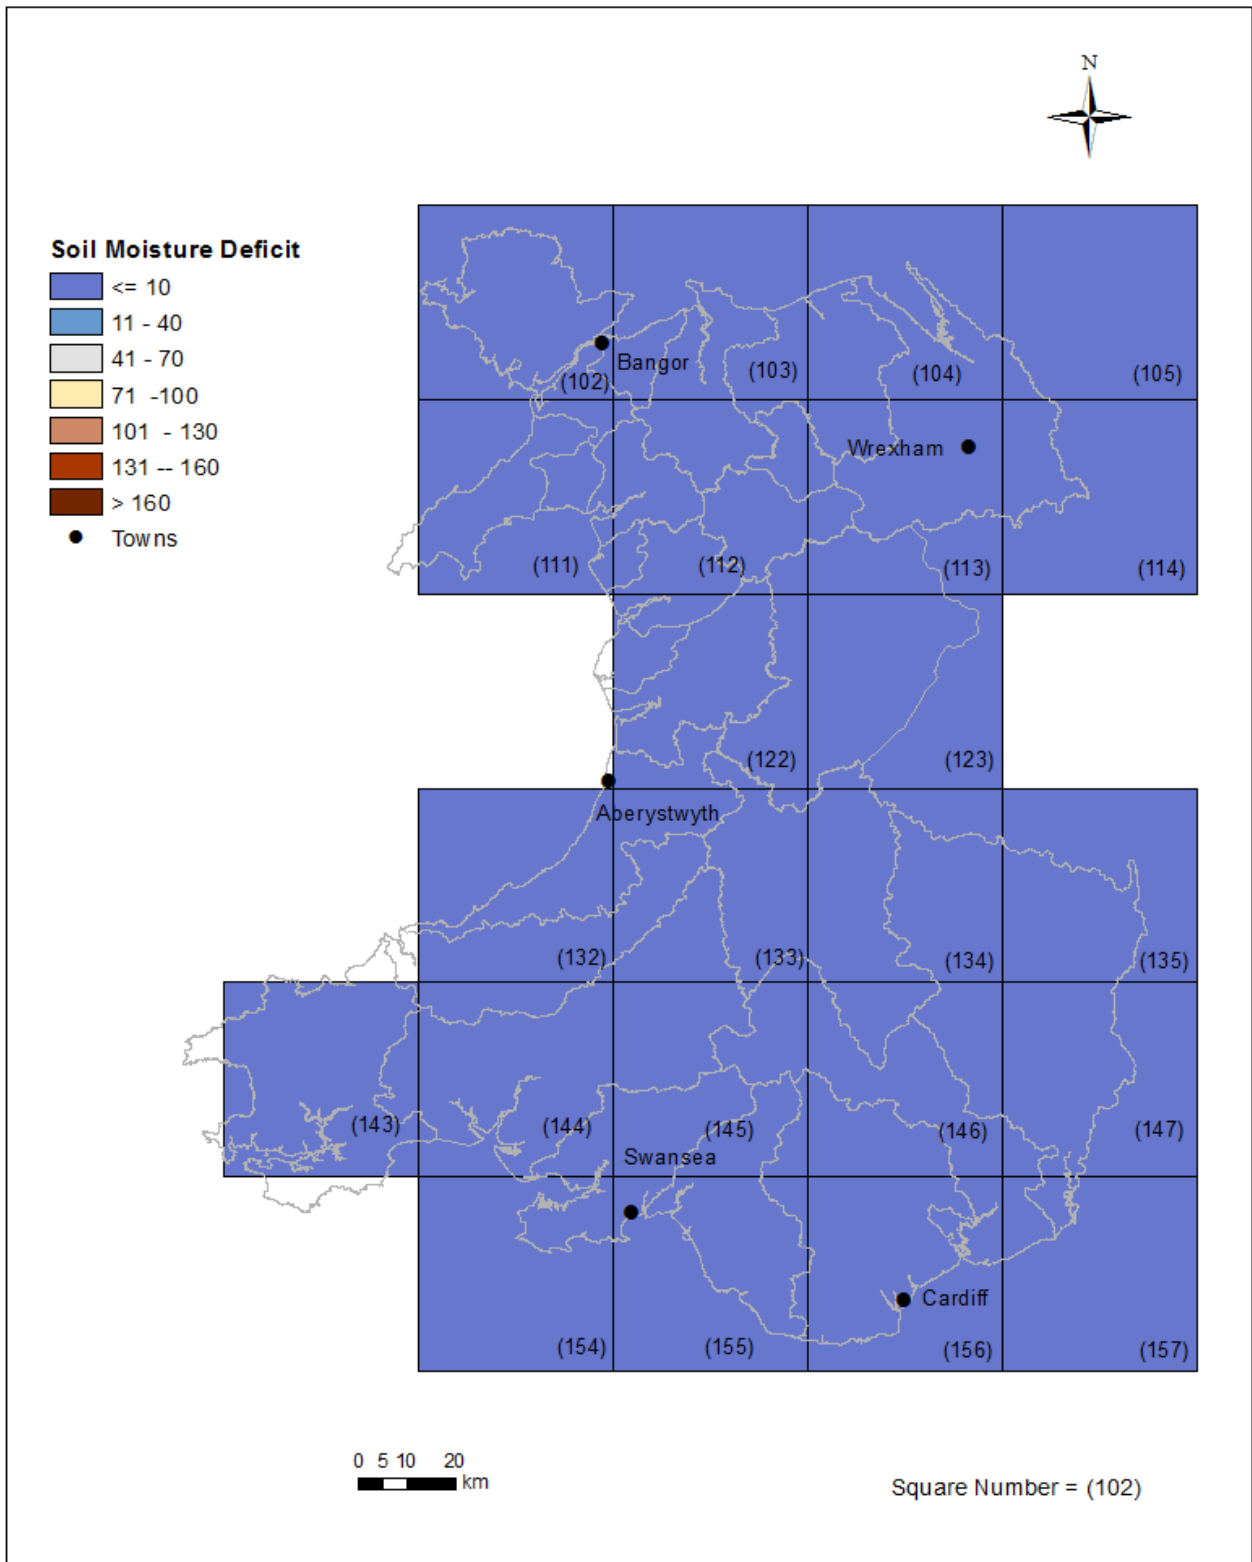 N
Soil Moisture Deficit
<= 10
11 - 40
41 - 70
71 -100
101 - 130
131 -- 160
> 160
Towns
Bangor
(102)
(103)
(104)
(105)
Wrexham
(111)
(112)
(113)
(114)
(122)
(123)
Aberystwyth
(132)
(133)
(134)
(135)
(143)
(144)
(145)
(146)
(147)
Swansea
Cardiff
(154)
(155)
(156)
(157)
0 5 10 20
km
Square Number = (102)